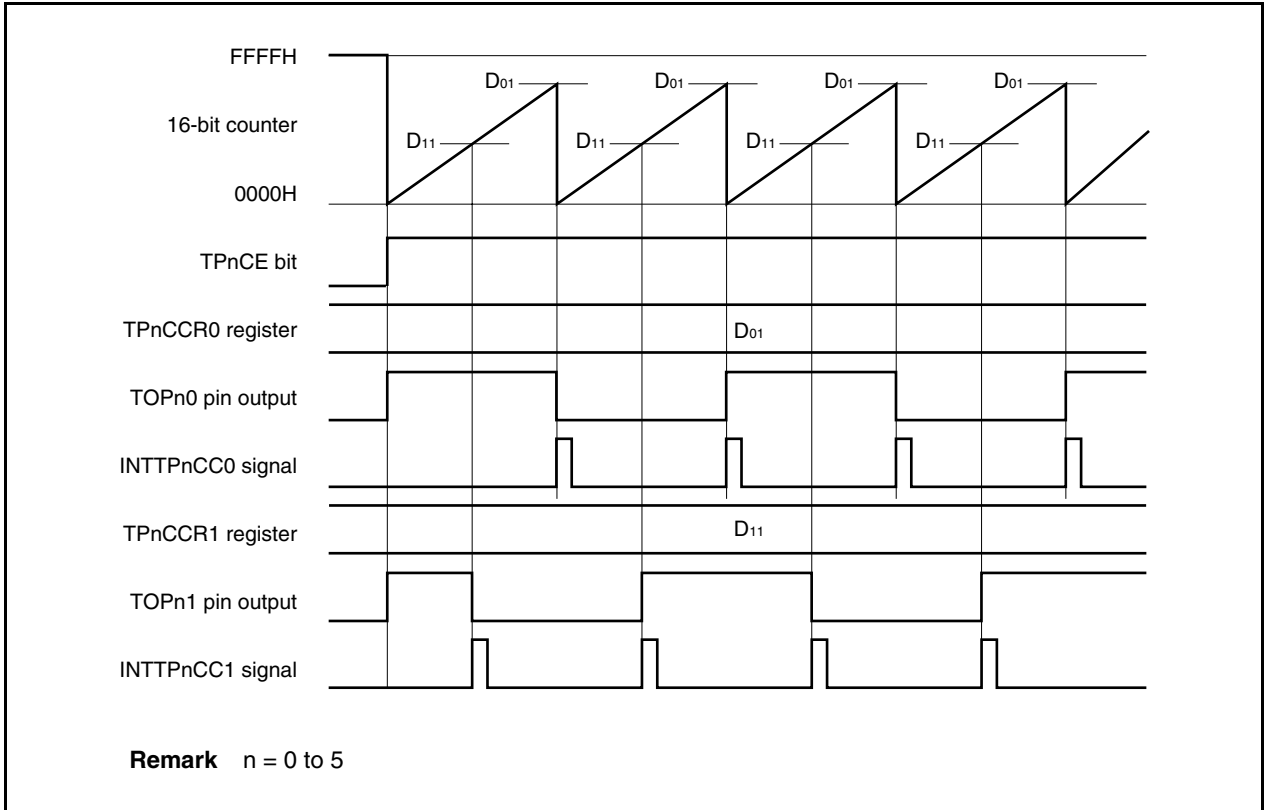 FFFFH
D01 D01 D01 D01
16-bit counter
D11 D11 D11 D11
0000H
TPnCE bit
TPnCCR0 register
D01
TOPn0 pin output
INTTPnCC0 signal
TPnCCR1 register
D11
TOPn1 pin output
INTTPnCC1 signal
Remark n = 0 to 5